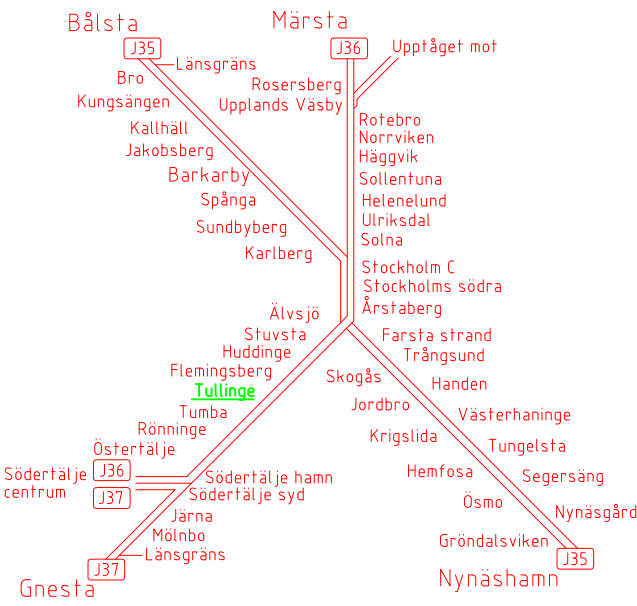 Bålsta
J35
Länsgräns
Bro
Kungsängen
Kallhäll
Jakobsberg
Barkarby
Spånga
Sundbyberg
Karlberg
Märsta
J36
Upptåget mot
Rosersberg
Upplands Väsby
Rotebro
Norrviken
Häggvik
Sollentuna
Helenelund
Ulriksdal
Solna
Stockholm C
Stockholms södra
Årstaberg
Älvsjö
Stuvsta
Huddinge
Flemingsberg
Tullinge
Tumba
Rönninge
Östertälje
Södertälje
centrum
J36
J37
Södertälje hamn
Södertälje syd
Järna
Mölnbo
Länsgräns
J37
Gnesta
Farsta strand
Trångsund
Skogås
Handen
Jordbro
Västerhaninge
Krigslida
Tungelsta
Hemfosa
Segersäng
Ösmo
Nynäsgård
Gröndalsviken
J35
Nynäshamn